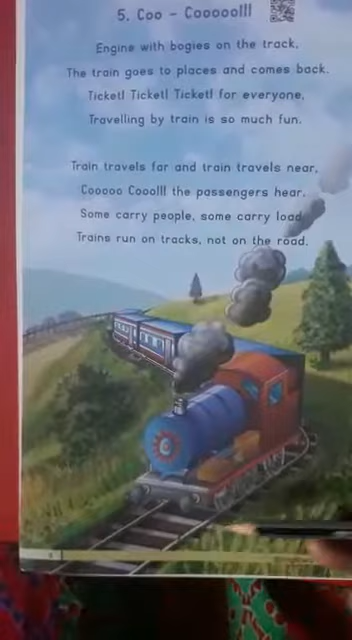 5. Coo - Cooooo!!!
Engine with bogies on the track,
The train goes to places and comes back.
Ticket! Ticket! Ticket! for everyone,
Travelling by train is so much fun.
Train travels far and train travels near,
Cooooo Cooo!!! the passengers hear.
Some carry people, some carry load
Trains run on tracks, not on the road.